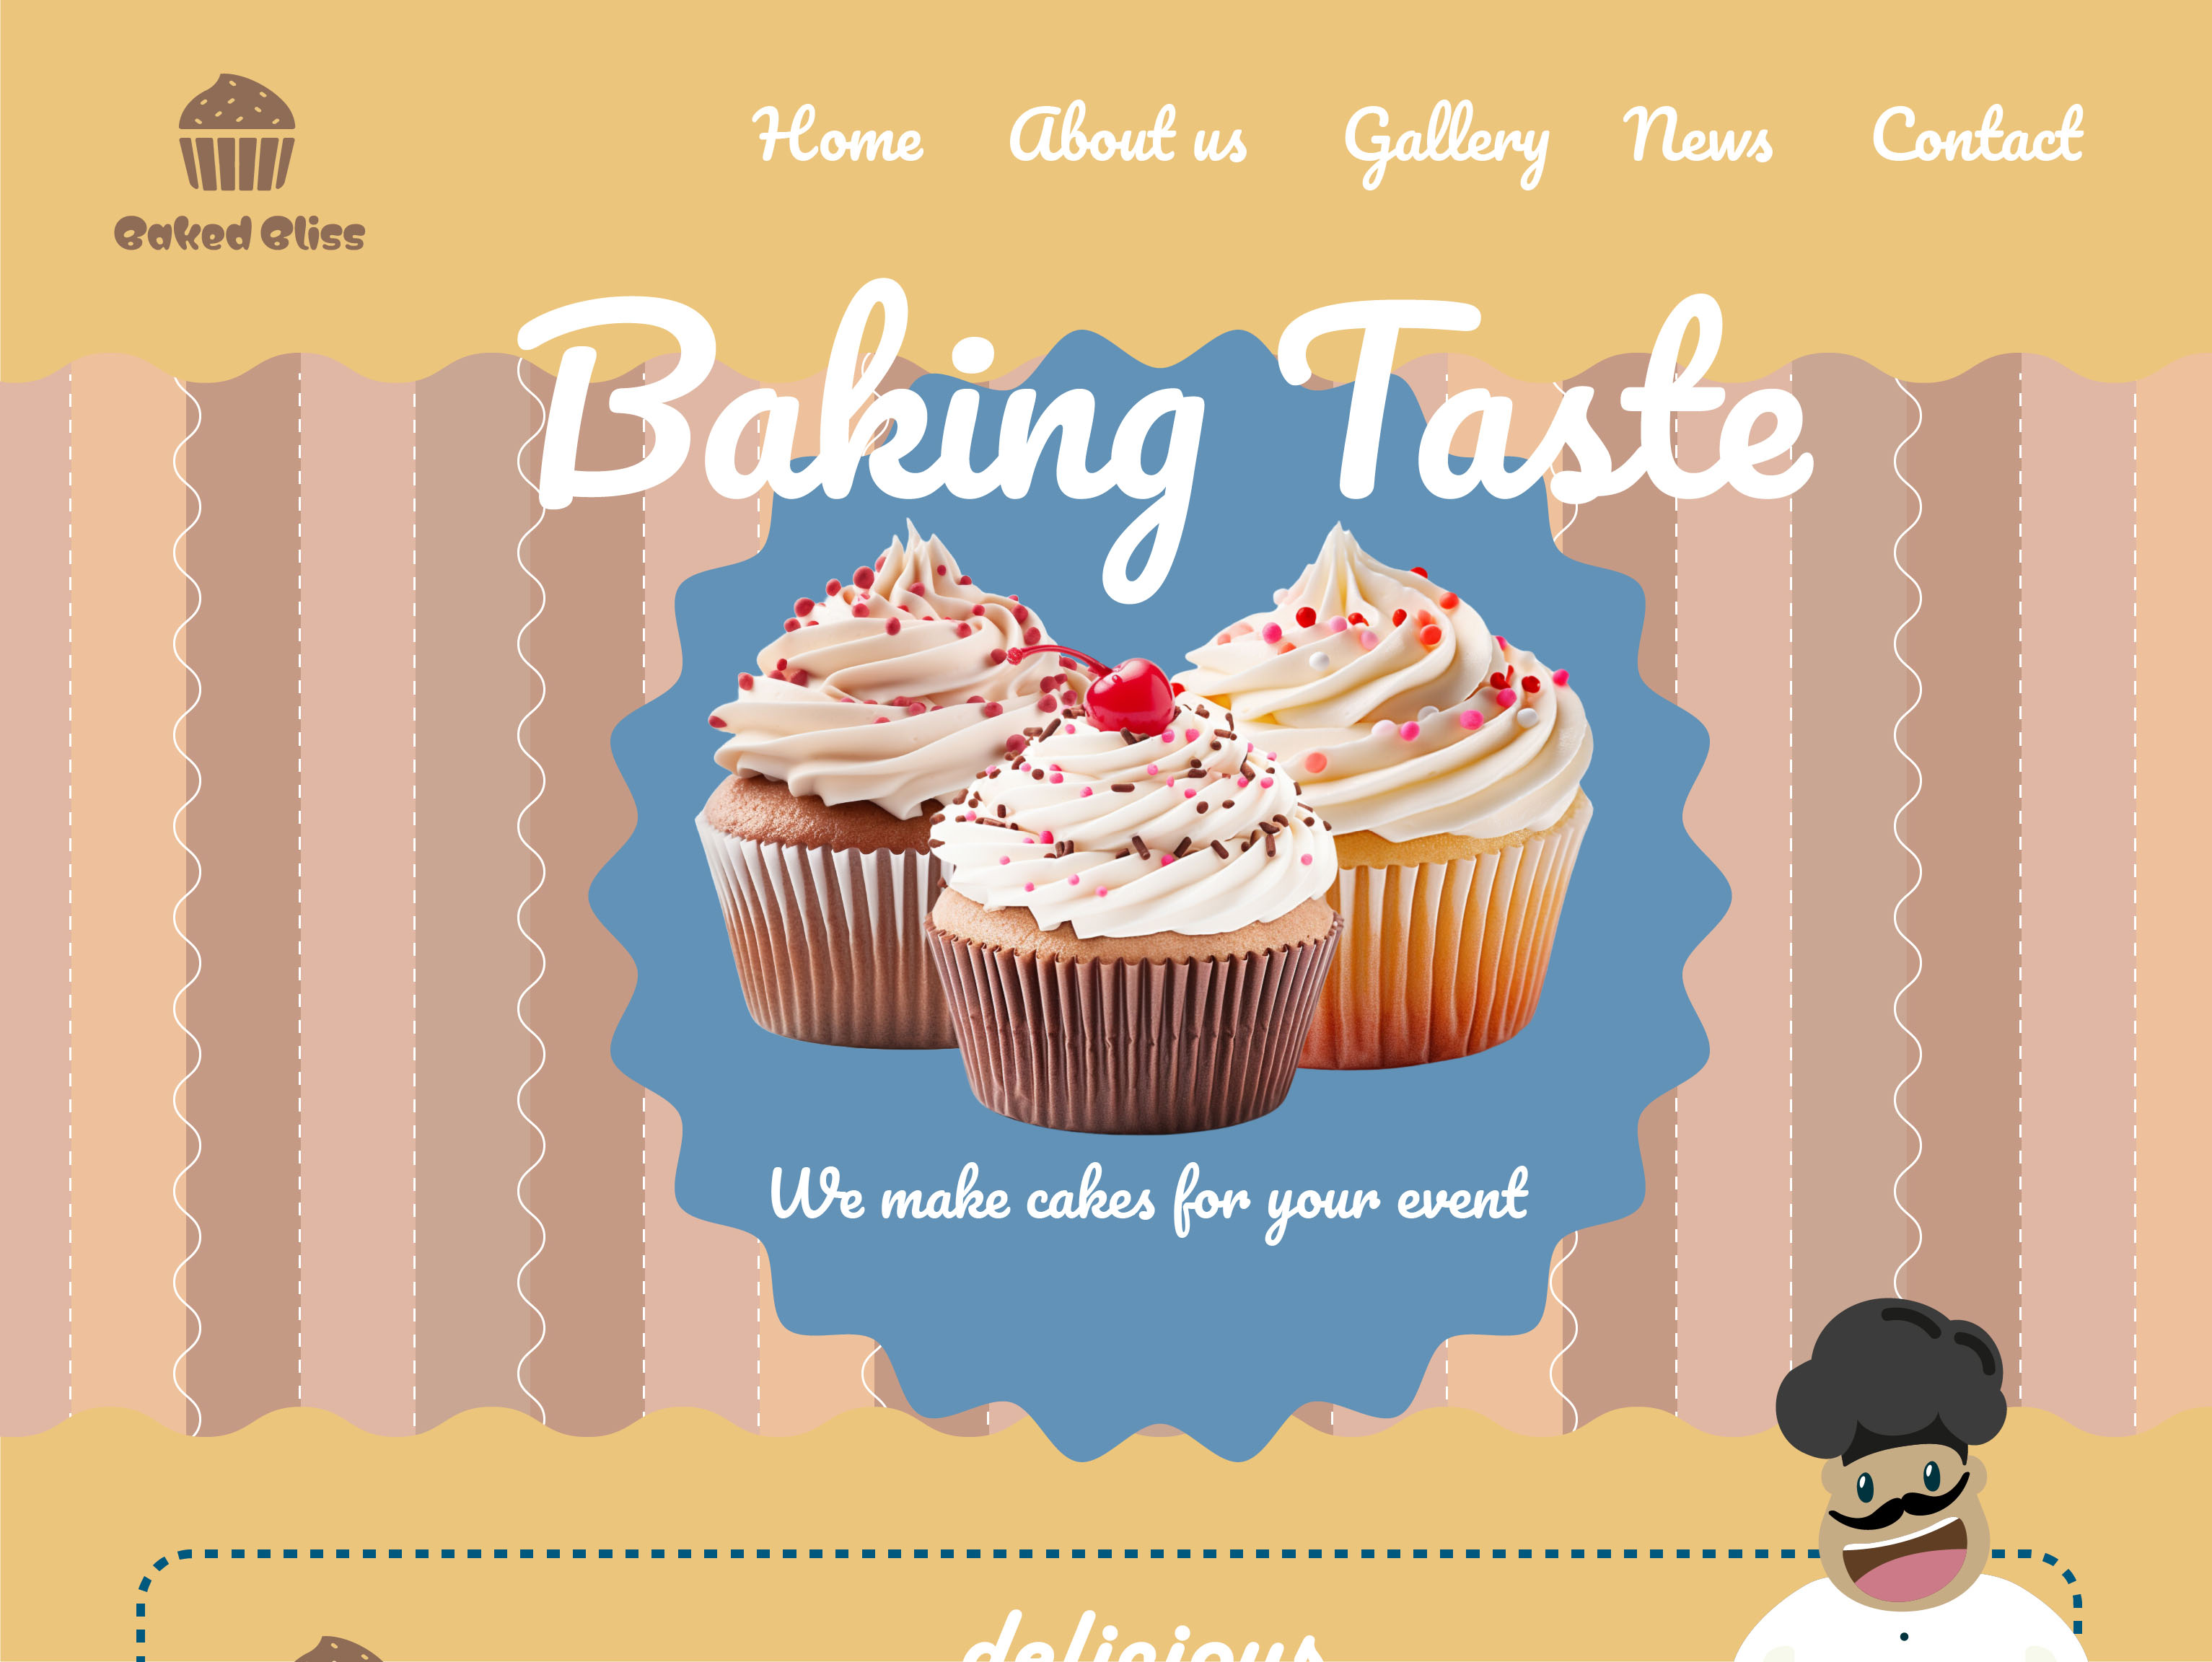 Baked Bliss
Home About us Gallery News Contact
Baking Taste
We make cakes for your event
delicious